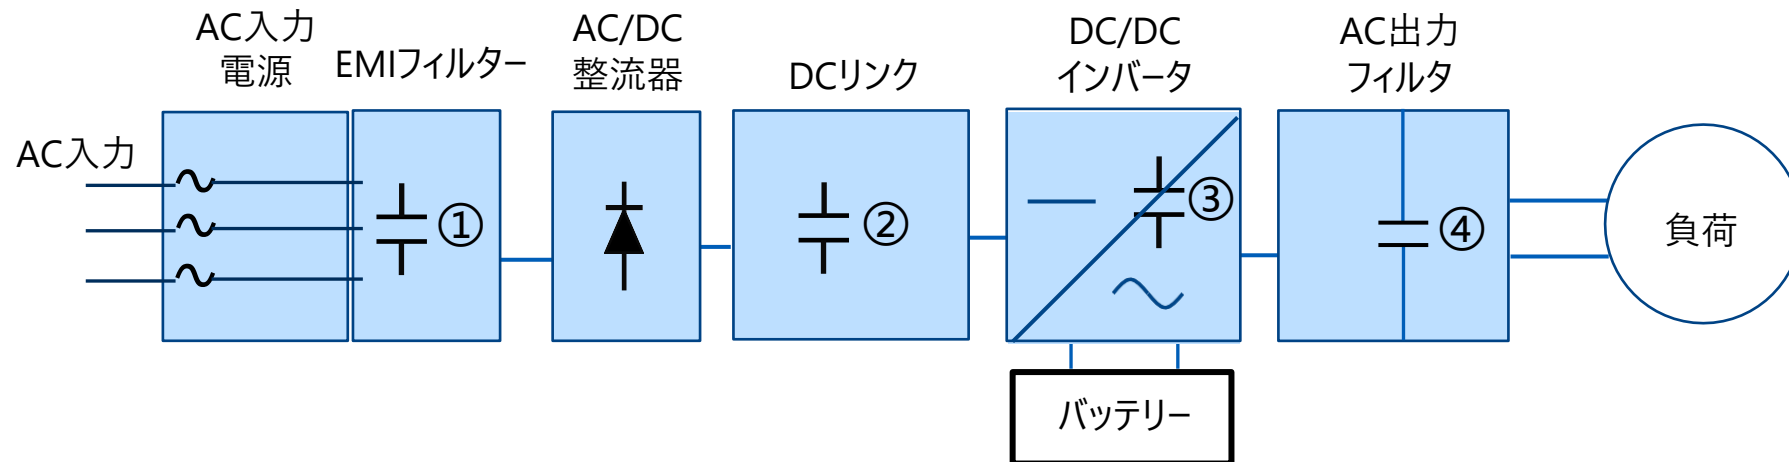 AC入力
AC入力
電源
EMIフィルター
AC/DC
整流器
DCリンク
DC/DC
インバータ
AC出力
フィルタ
①
②
③
④
負荷
バッテリー